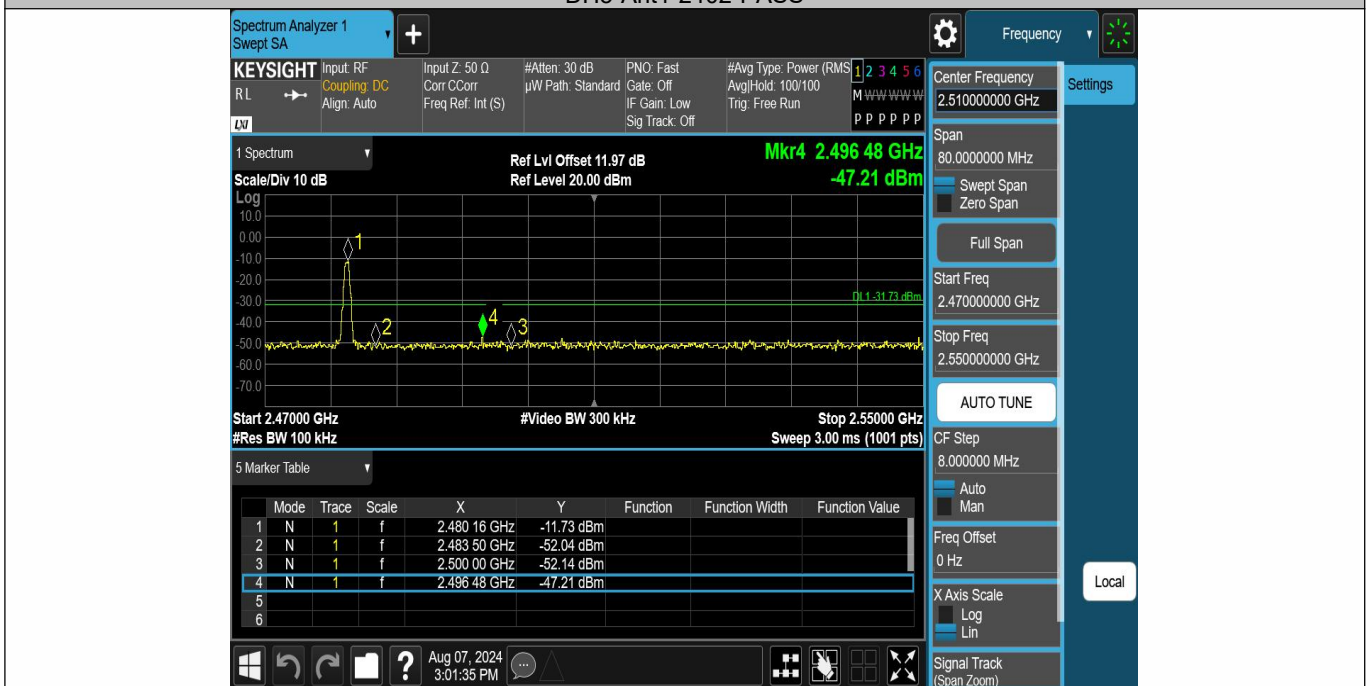 Spectrum Analyzer 1
Swept SA
+
Frequency
KEYSIGHT
RL
LXI
Input: RF
Coupling: DC
Align: Auto
Input Z: 50 Ω
Corr CCorr
Freq Ref: Int (S)
#Atten: 30 dB
µW Path: Standard
PNO: Fast
Gate: Off
IF Gain: Low
Sig Track: Off
#Avg Type: Power (RMS
Avg|Hold: 100/100
Trig: Free Run
1 2 3 4 5 6
M W W W W W
P P P P P P
1 Spectrum
Scale/Div 10 dB
Ref Lvl Offset 11.97 dB
Ref Level 20.00 dBm
Mkr4 2.496 48 GHz
-47.21 dBm
Log
10.0
0.00
-10.0
-20.0
-30.0
-40.0
-50.0
-60.0
-70.0
1
2
4
3
DL1 -31.73 dBm
Start 2.47000 GHz
#Res BW 100 kHz
#Video BW 300 kHz
Stop 2.55000 GHz
Sweep 3.00 ms (1001 pts)
5 Marker Table
Mode Trace Scale X Y Function Function Width Function Value
1 N 1 f 2.480 16 GHz -11.73 dBm
2 N 1 f 2.483 50 GHz -52.04 dBm
3 N 1 f 2.500 00 GHz -52.14 dBm
4 N 1 f 2.496 48 GHz -47.21 dBm
5
6
?
Aug 07, 2024
3:01:35 PM
Center Frequency
2.510000000 GHz
Settings
Span
80.0000000 MHz
Swept Span
Zero Span
Full Span
Start Freq
2.470000000 GHz
Stop Freq
2.550000000 GHz
AUTO TUNE
CF Step
8.000000 MHz
Auto
Man
Freq Offset
0 Hz
X Axis Scale
Log
Lin
Local
Signal Track
(Span Zoom)